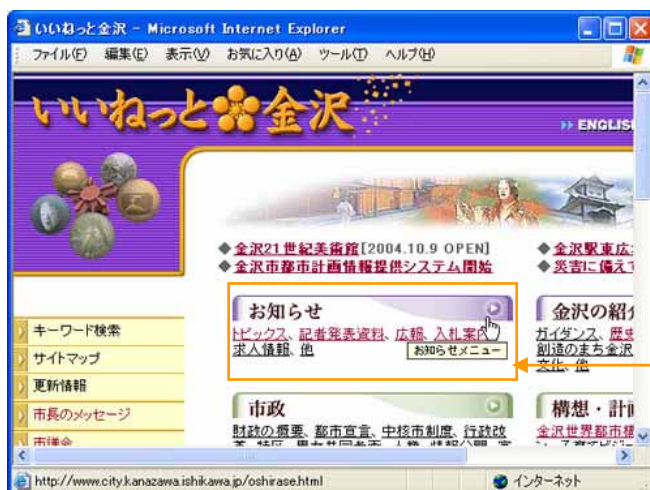 いいねっと金沢 - Microsoft Internet Explorer
ファイル(F) 編集(E) 表示(V) お気に入り(A) ツール(T) ヘルプ(H)
いいねっと金沢
ENGLIS
◆金沢21世紀美術館[2004.10.9 OPEN]
◆金沢市都市計画情報提供システム開始
◆金沢駅東広
◆災害に備えて
お知らせ
トピックス、記者発表資料、広報、入札案内
求人情報、他
お知らせメニュー
金沢の紹介
ガイダンス、歴史
創造のまち金沢
文化、他
キーワード検索
サイトマップ
更新情報
市長のメッセージ
市議会
市政
財政の概要、都市宣言、中核市制度、行政改
構想・計画
金沢世界都市構
http://www.city.kanazawa.ishikawa.jp/oshirase.html
インターネット